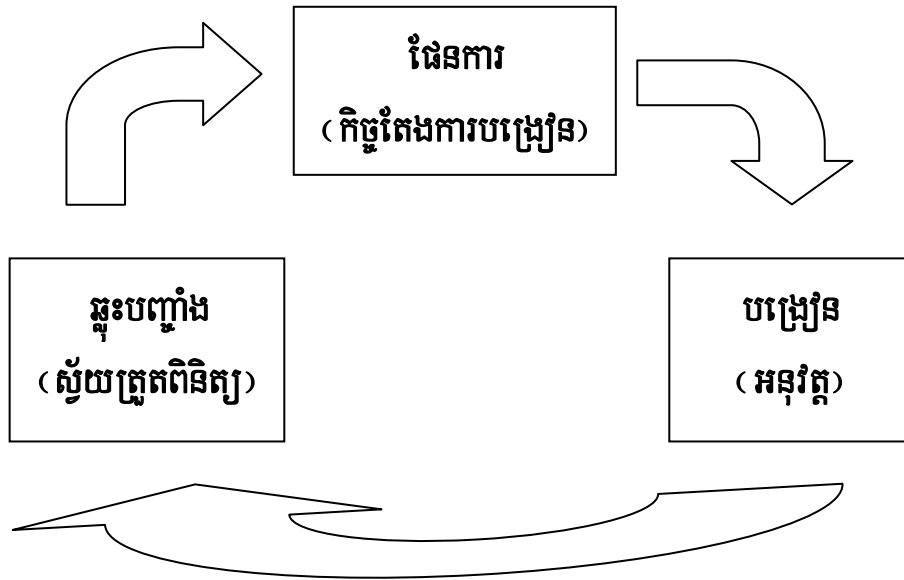 ផែនការ
(កិច្ចតែងការបង្រៀន)
ឆ្លុះបញ្ចាំង
(ស្វ័យត្រួតពិនិត្យ)
បង្រៀន
(អនុវត្ត)